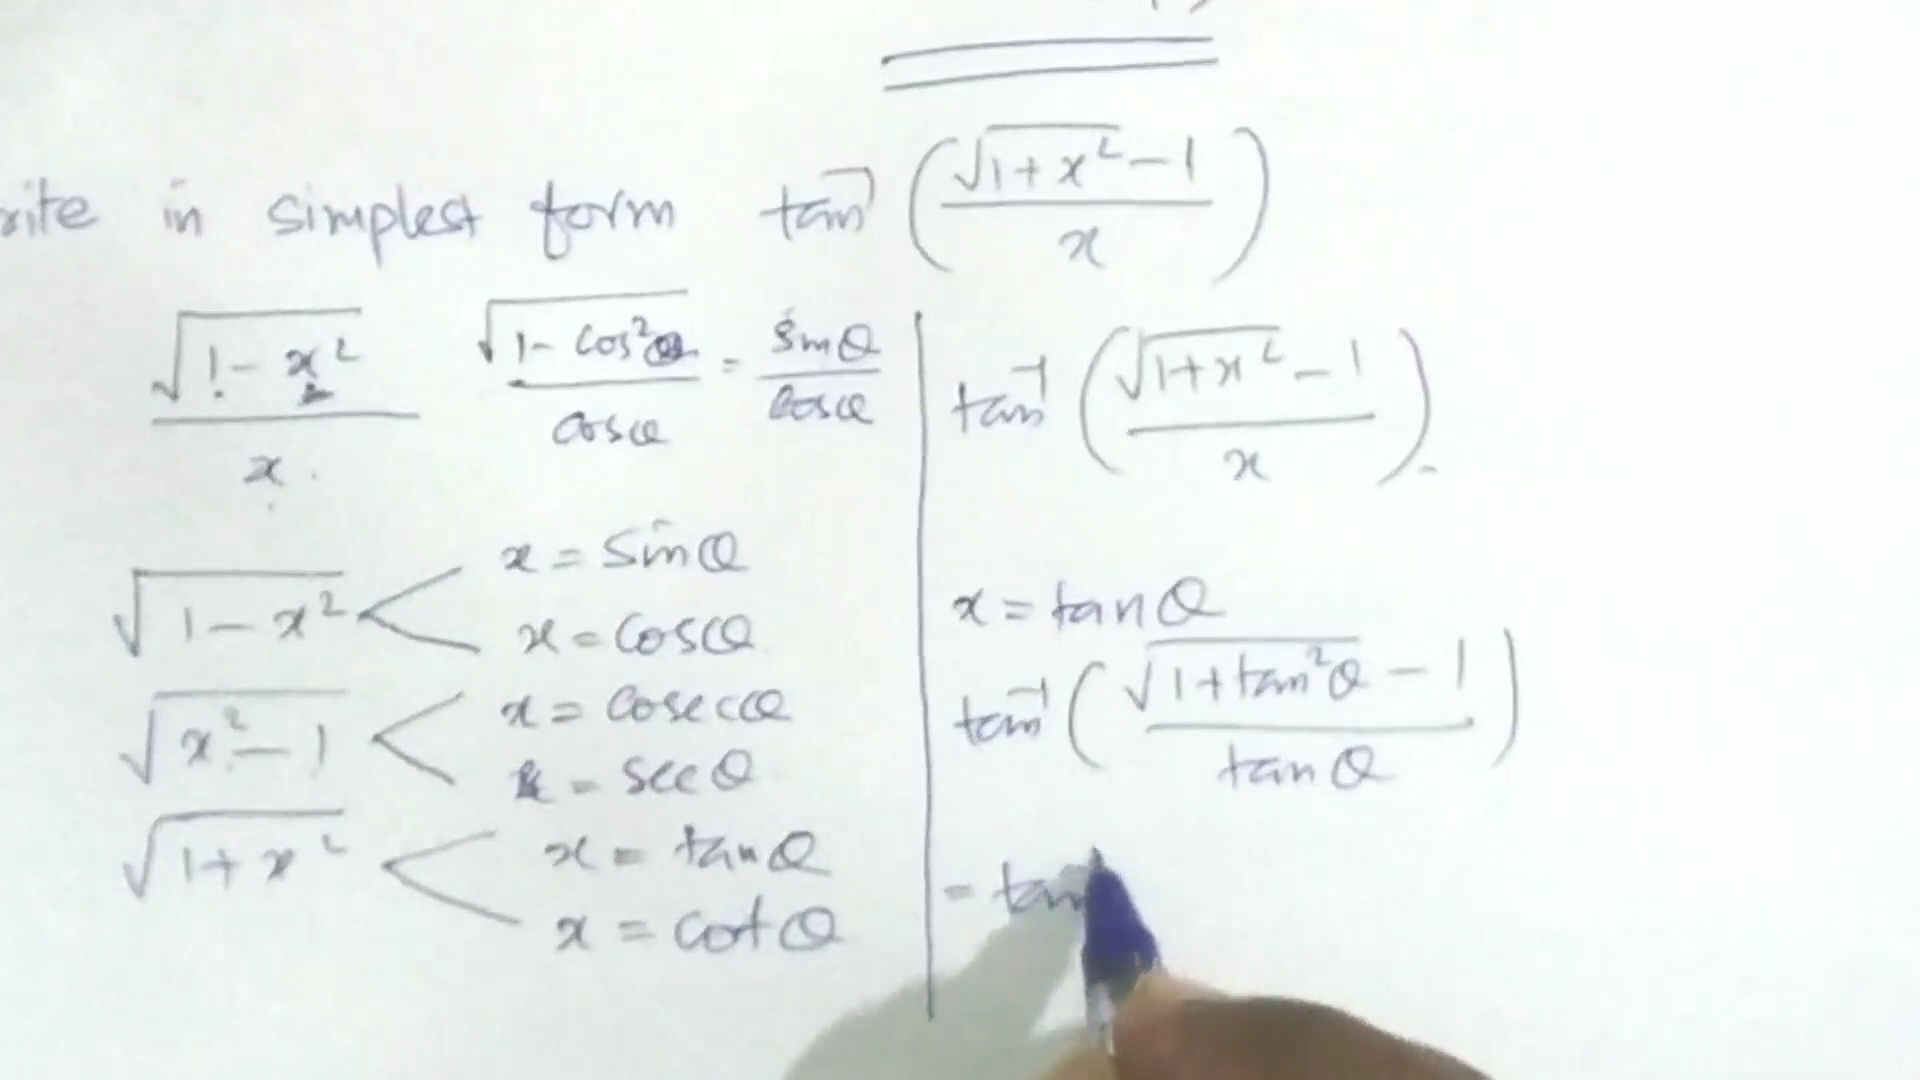 in simplest form tan⁻¹((√(1+x²) - 1)/x)
√(1-x²)/x √(1-cos²θ)/cosθ = sinθ/cosθ
√(1-x²) < x = sinθ
x = cosθ
√(x²-1) < x = cosecθ
x = secθ
√(1+x²) < x = tanθ
x = cotθ
tan⁻¹((√(1+x²) - 1)/x).
x = tanθ
tan⁻¹((√(1+tan²θ) - 1)/tanθ)
= tan